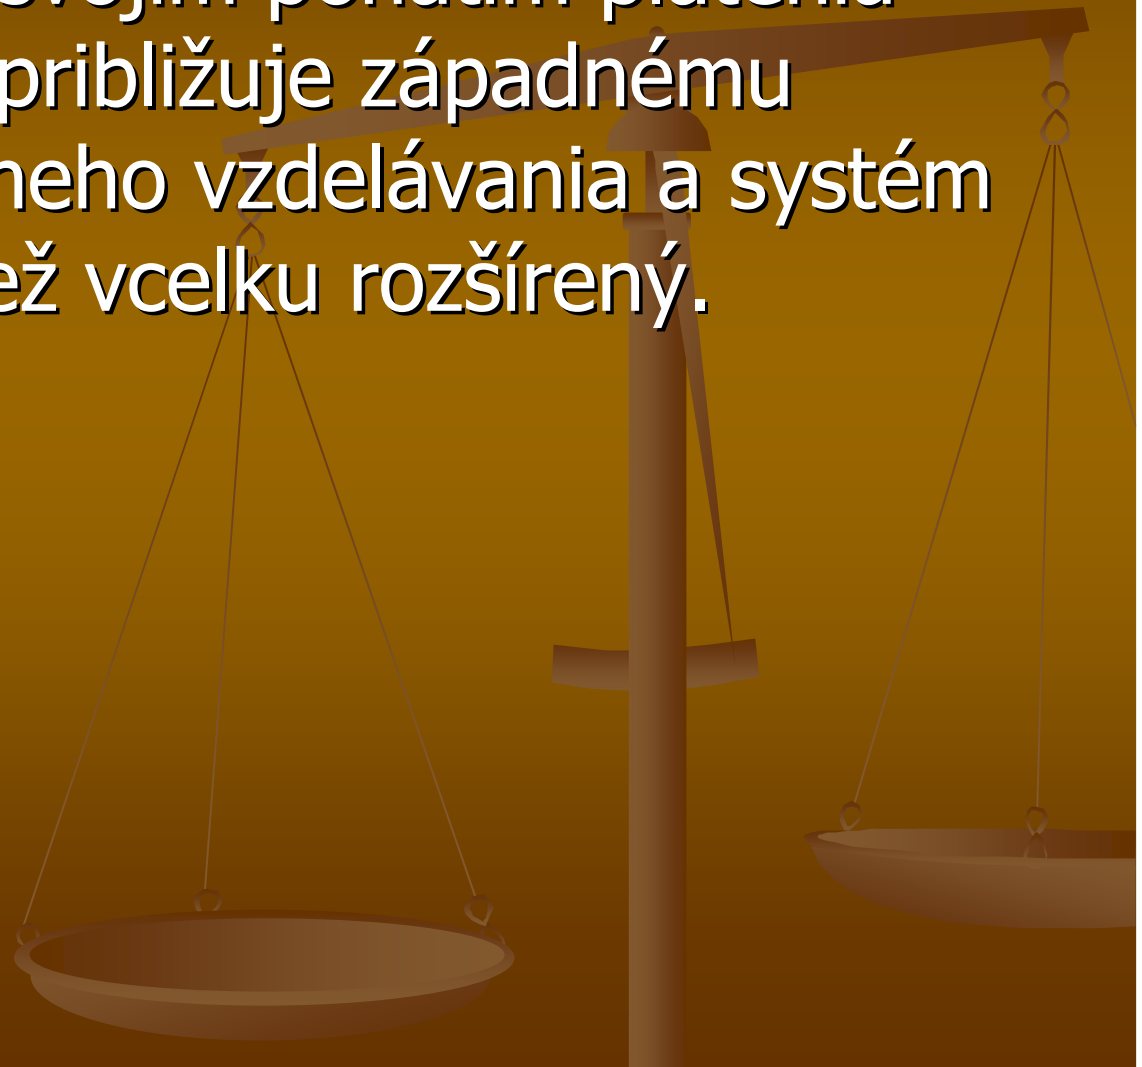 približuje západnému
neho vzdelávania a systém
ež vcelku rozšírený.